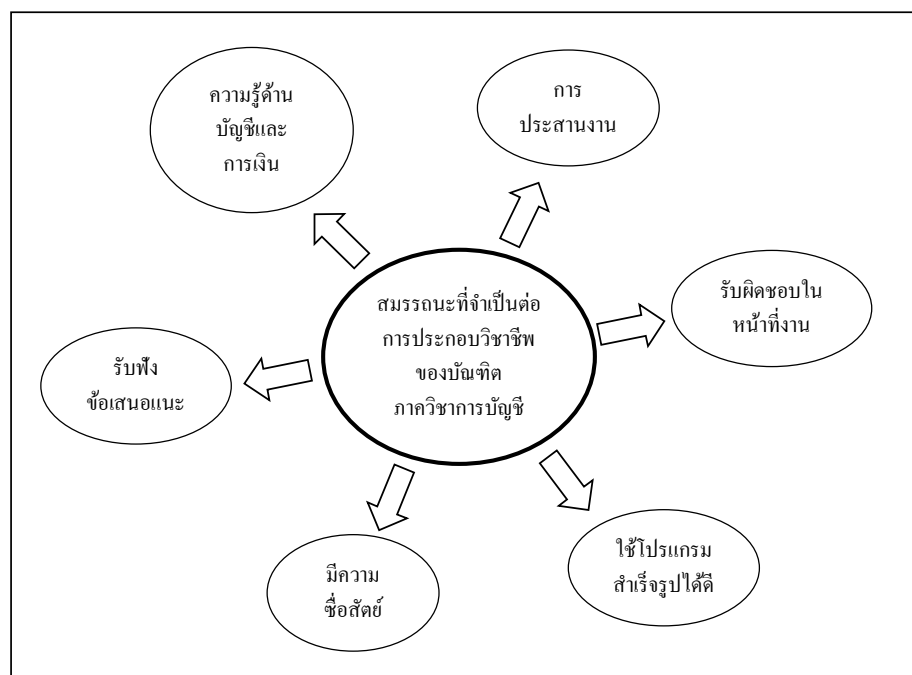 ความรู้ด้าน
บัญชีและ
การเงิน
การ
ประสานงาน
สมรรถนะที่จำเป็นต่อ
การประกอบวิชาชีพ
ของบัณฑิต
ภาควิชาการบัญชี
รับผิดชอบใน
หน้าที่งาน
รับฟัง
ข้อเสนอแนะ
มีความ
ซื่อสัตย์
ใช้โปรแกรม
สำเร็จรูปได้ดี